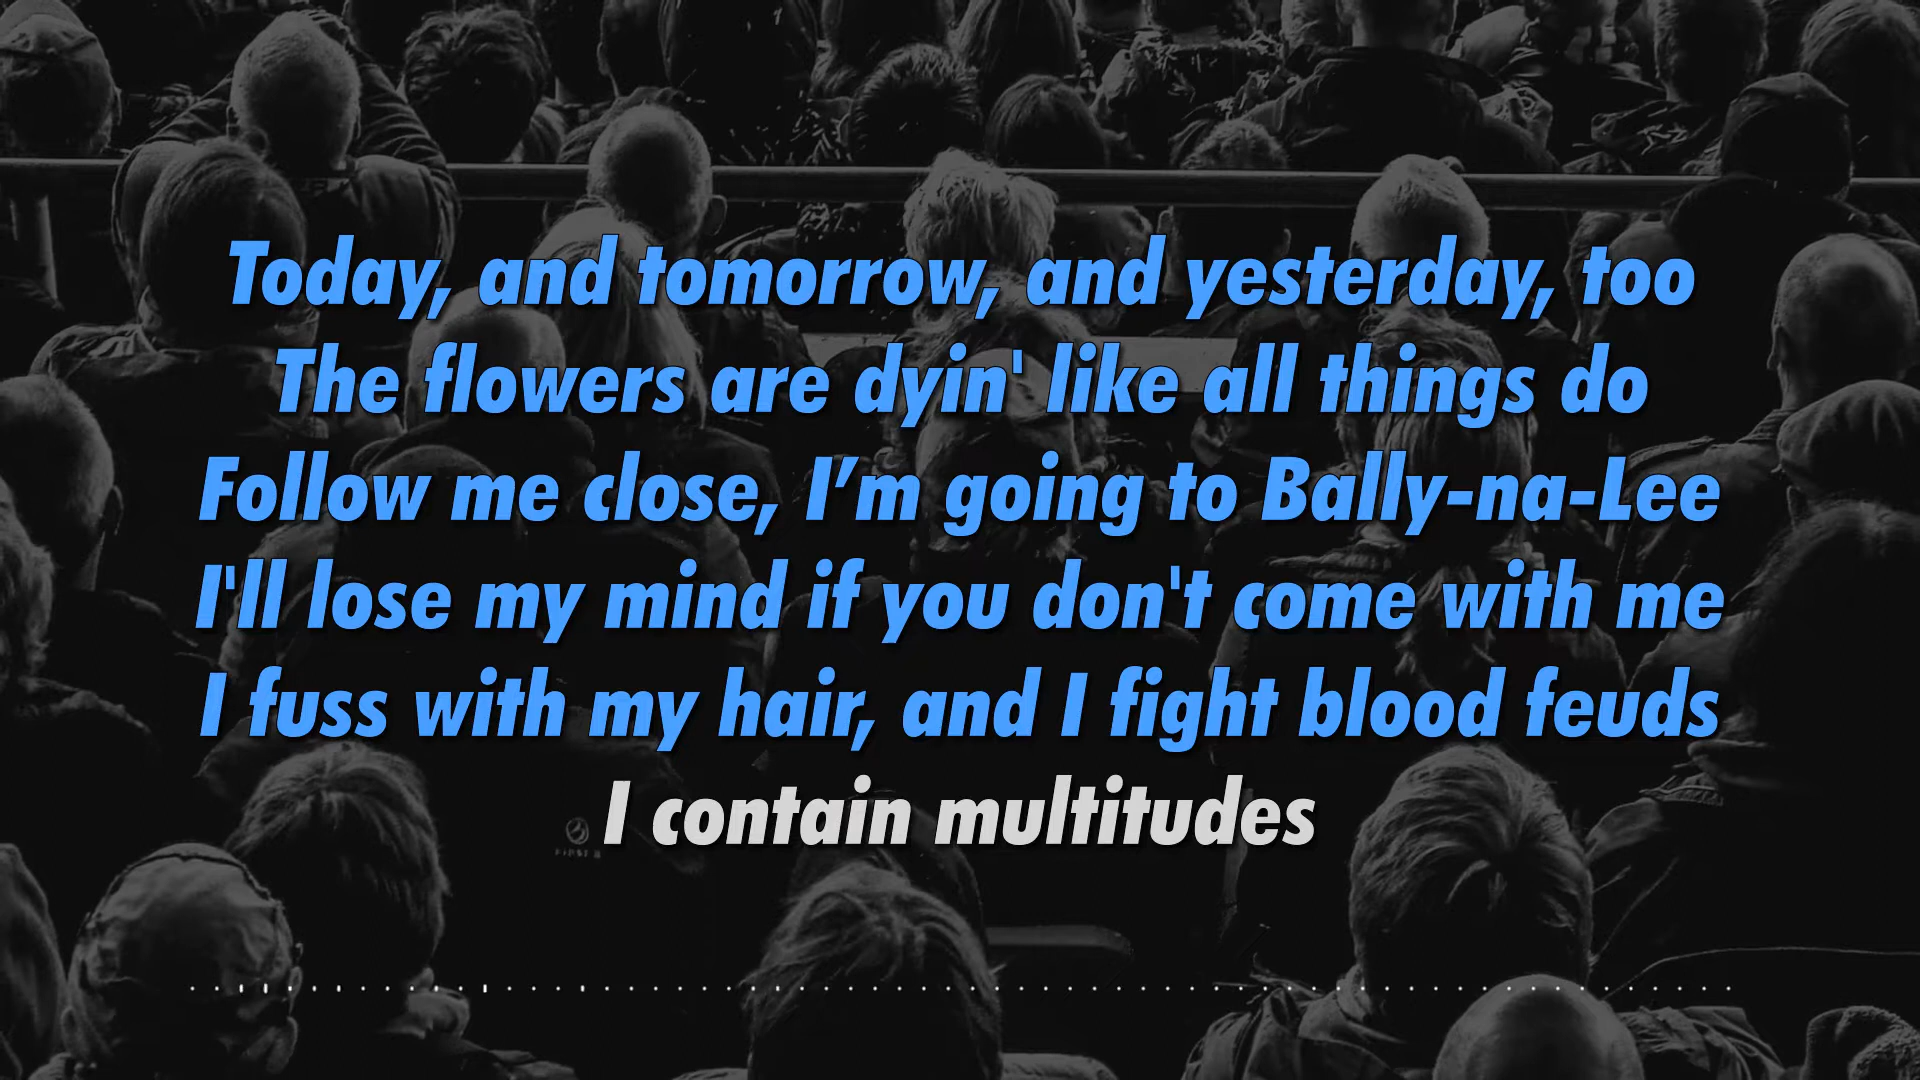 Today, and tomorrow, and yesterday, too
The flowers are dyin' like all things do
Follow me close, I’m going to Bally-na-Lee
I'll lose my mind if you don't come with me
I fuss with my hair, and I fight blood feuds
I contain multitudes